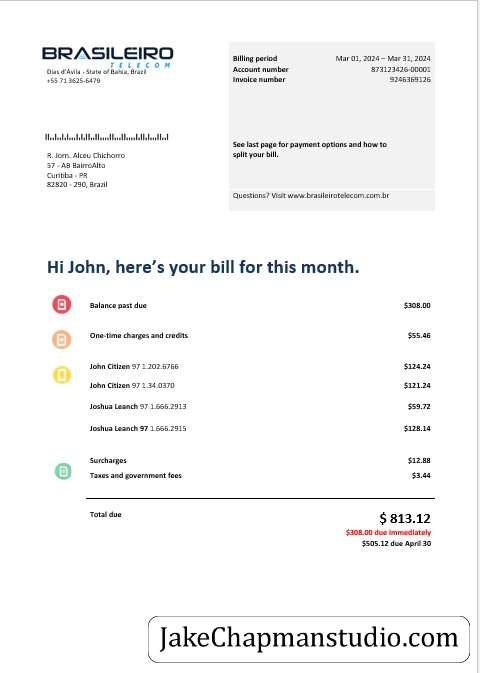 BRASILEIRO
TELECOM
Dias d'Ávila - State of Bahia, Brazil
+55 71 3625-6479
Billing period Mar 01, 2024 – Mar 31, 2024
Account number 873123426-00001
Invoice number 9246369126
See last page for payment options and how to
split your bill.
R. Jorn. Alceu Chichorro
57 - AB BairroAlto
Curitiba - PR
82820 - 290, Brazil
Questions? Visit www.brasileirotelecom.com.br
Hi John, here's your bill for this month.
Balance past due $308.00
One-time charges and credits $55.46
John Citizen 97 1.202.6766 $124.24
John Citizen 97 1.34.0370 $121.24
Joshua Leanch 97 1.666.2913 $59.72
Joshua Leanch 97 1.666.2915 $128.14
Surcharges $12.88
Taxes and government fees $3.44
Total due $ 813.12
$308.00 due immediately
$505.12 due April 30
JakeChapmanstudio.com